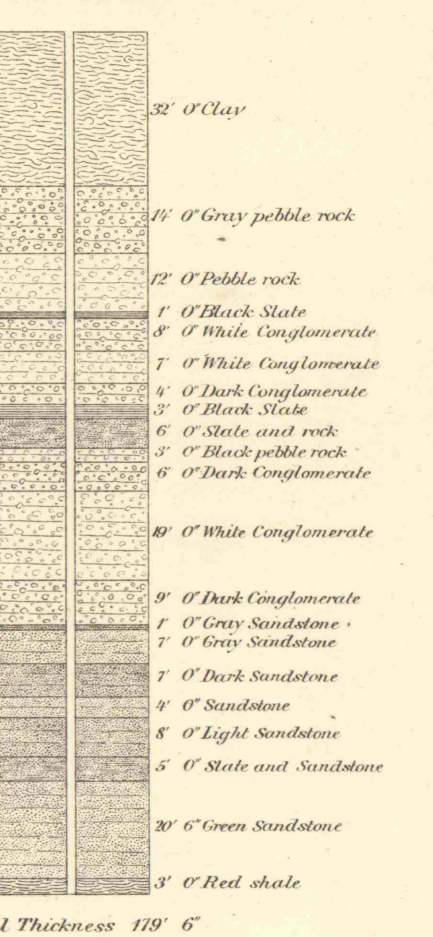 32' 0" Clay
14' 0" Gray pebble rock
12' 0" Pebble rock
1' 0" Black Slate
8' 0" White Conglomerate
7' 0" White Conglomerate
4' 0" Dark Conglomerate
3' 0" Black Slate
6' 0" Slate and rock
3' 0" Black pebble rock
6' 0" Dark Conglomerate
19' 0" White Conglomerate
9' 0" Dark Conglomerate
1' 0" Gray Sandstone
7' 0" Gray Sandstone
7' 0" Dark Sandstone
4' 0" Sandstone
8' 0" Light Sandstone
5' 0" Slate and Sandstone
20' 6" Green Sandstone
3' 0" Red shale
l Thickness 179' 6"